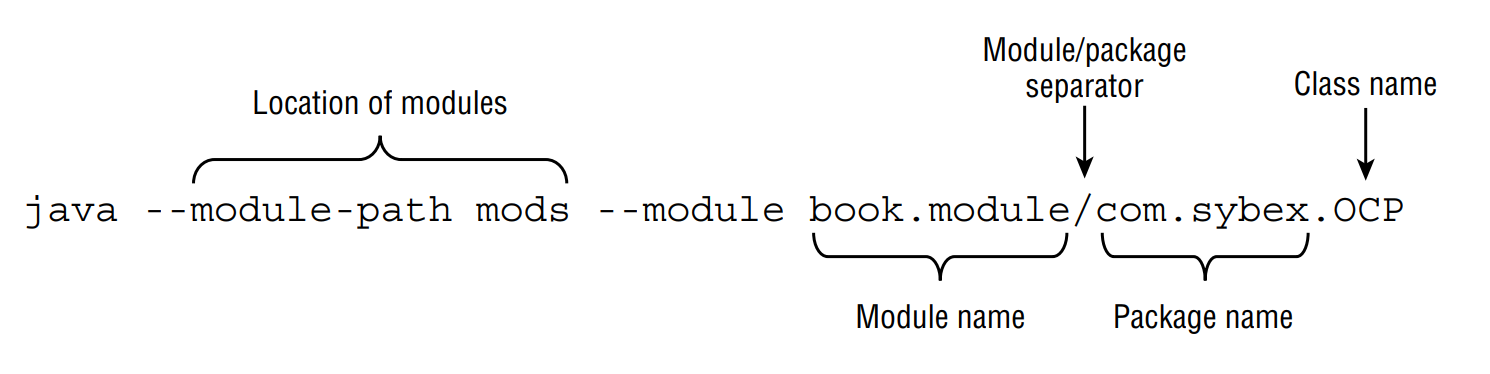 Module/package
separator
Class name
Location of modules
java --module-path mods --module book.module/com.sybex.OCP
Module name
Package name